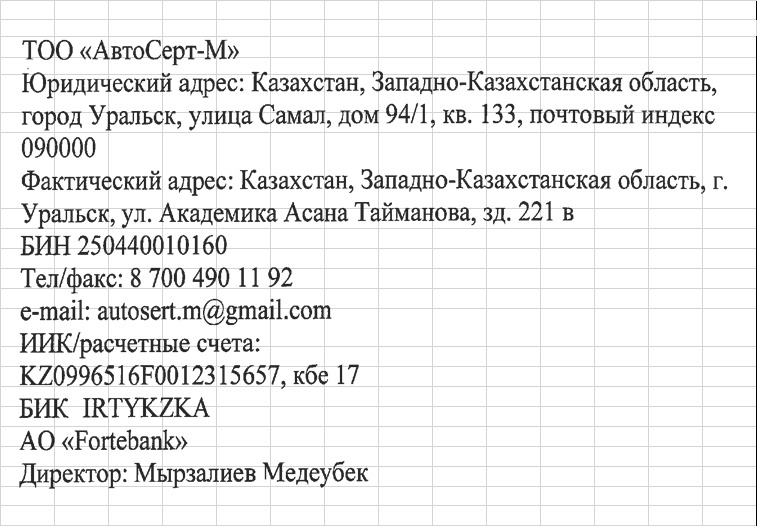 ТОО «АвтоСерт-М»
Юридический адрес: Казахстан, Западно-Казахстанская область,
город Уральск, улица Самал, дом 94/1, кв. 133, почтовый индекс
090000
Фактический адрес: Казахстан, Западно-Казахстанская область, г.
Уральск, ул. Академика Асана Тайманова, зд. 221 в
БИН 250440010160
Тел/факс: 8 700 490 11 92
e-mail: autosert.m@gmail.com
ИИК/расчетные счета:
KZ0996516F0012315657, кбе 17
БИК IRTYKZKA
АО «Fortebank»
Директор: Мырзалиев Медеубек